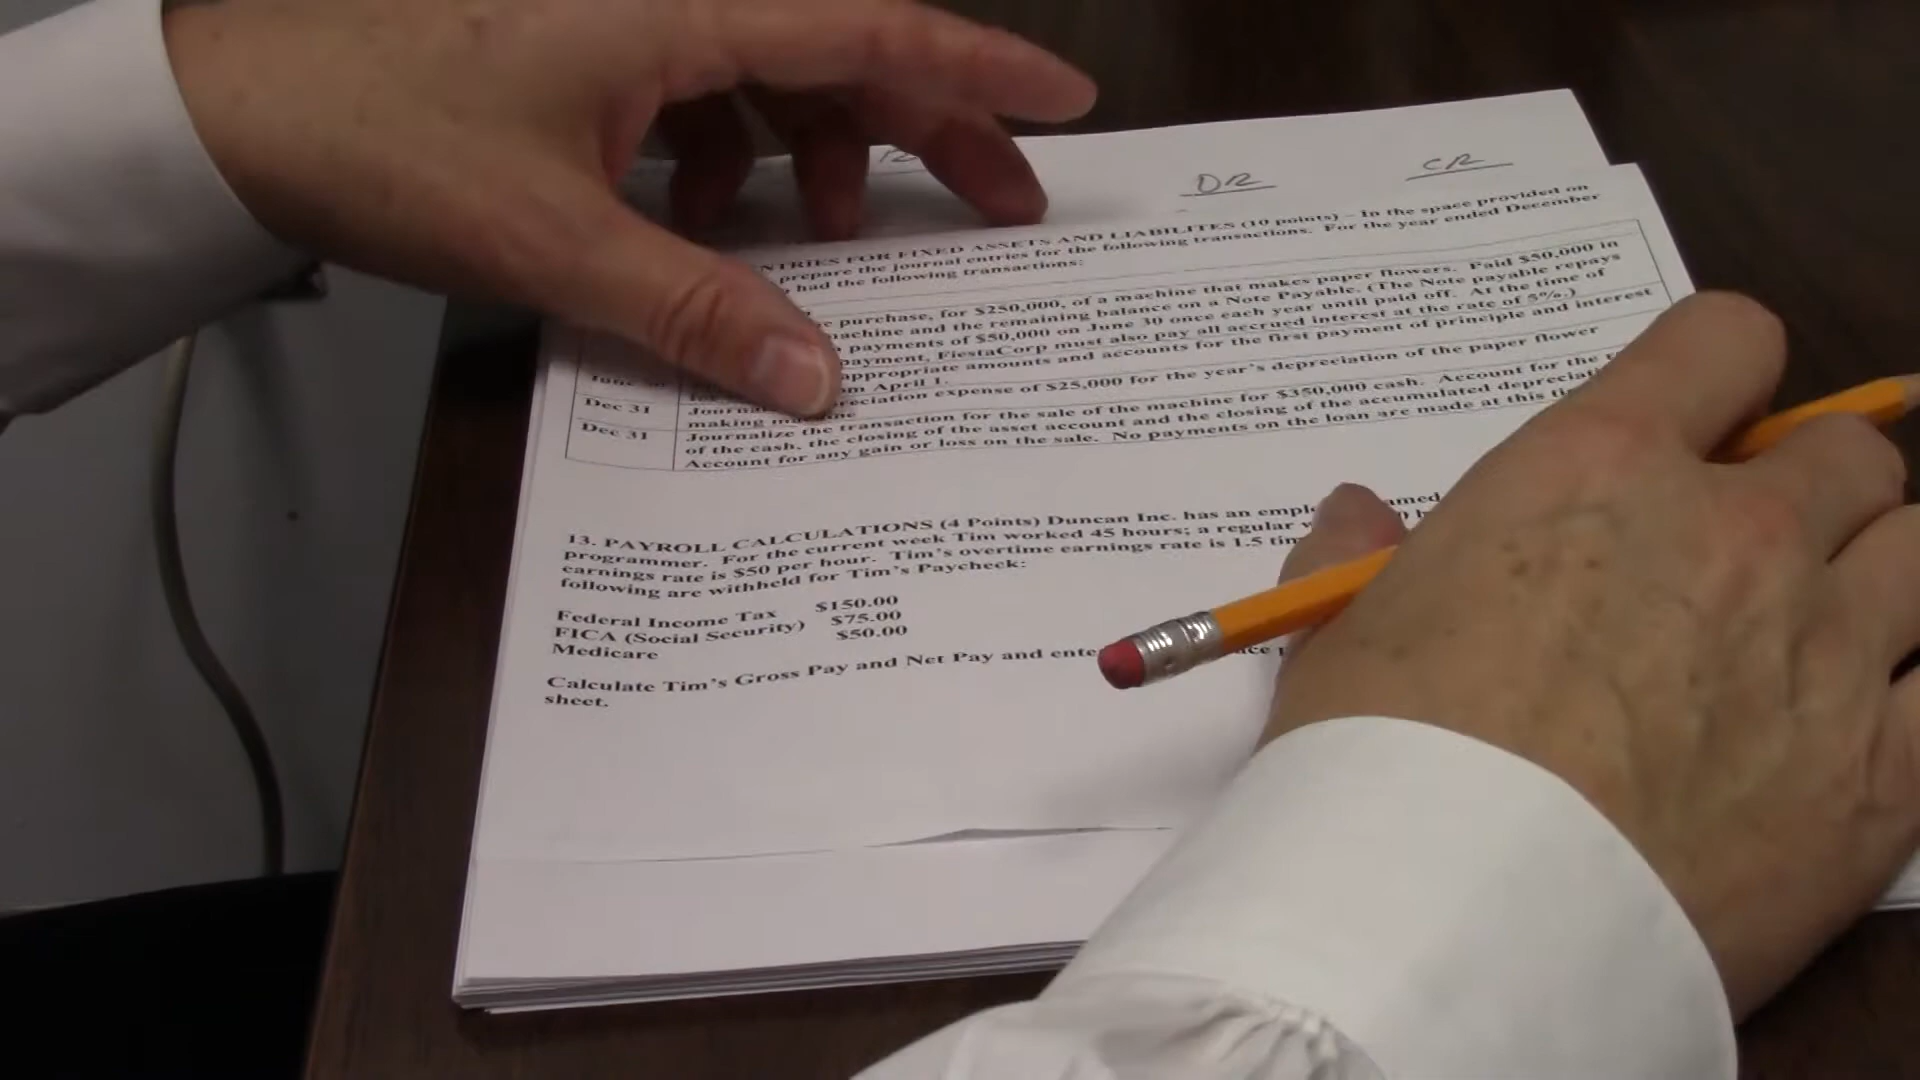 DR CR
NTRIES FOR FIXED ASSETS AND LIABILITES (10 points) – In the space provided on
prepare the journal entries for the following transactions. For the year ended December
had the following transactions:
purchase, for $250,000, of a machine that makes paper flowers. Paid $50,000 in
machine and the remaining balance on a Note Payable. (The Note payable repays
payments of $50,000 on June 30 once each year until paid off. At the time of
payment, FiestaCorp must also pay all accrued interest at the rate of 5%.)
appropriate amounts and accounts for the first payment of principle and interest
om April 1.
Dec 31 Journal reciation expense of $25,000 for the year's depreciation of the paper flower
making
Dec 31 Journalize the transaction for the sale of the machine for $350,000 cash. Account for the
of the cash, the closing of the asset account and the closing of the accumulated depreciati
Account for any gain or loss on the sale. No payments on the loan are made at this ti
13. PAYROLL CALCULATIONS (4 Points) Duncan Inc. has an emplo amed
programmer. For the current week Tim worked 45 hours; a regular
earnings rate is $50 per hour. Tim's overtime earnings rate is 1.5 tim
following are withheld for Tim's Paycheck:
Federal Income Tax $150.00
FICA (Social Security) $75.00
Medicare $50.00
Calculate Tim's Gross Pay and Net Pay and ente
sheet.